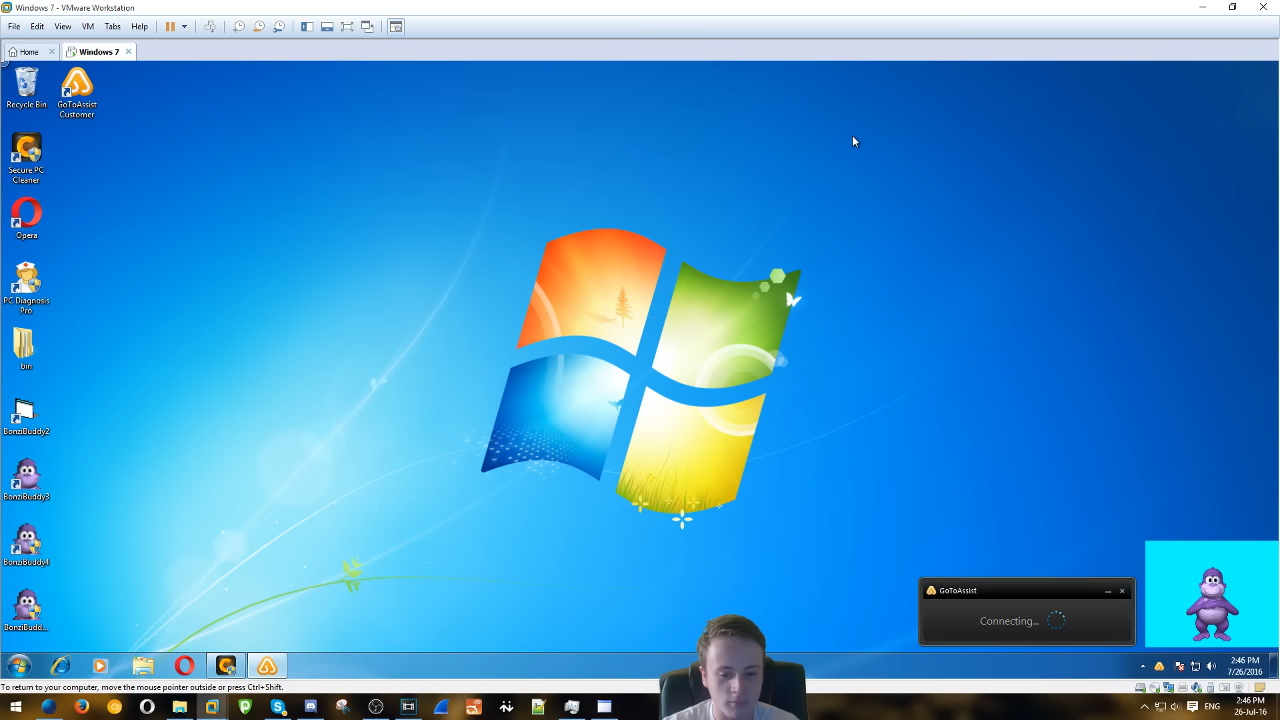 Windows 7 - VMware Workstation
File Edit View VM Tabs Help
Home
Windows 7
Recycle Bin
GoToAssist Customer
Secure PC Cleaner
Opera
PC Diagnosis Pro
bin
BonziBuddy2
BonziBuddy3
BonziBuddy4
BonziBudd...
GoToAssist
Connecting...
2:46 PM
7/26/2016
To return to your computer, move the mouse pointer outside or press Ctrl+Shift.
ENG
2:46 PM
26-Jul-16